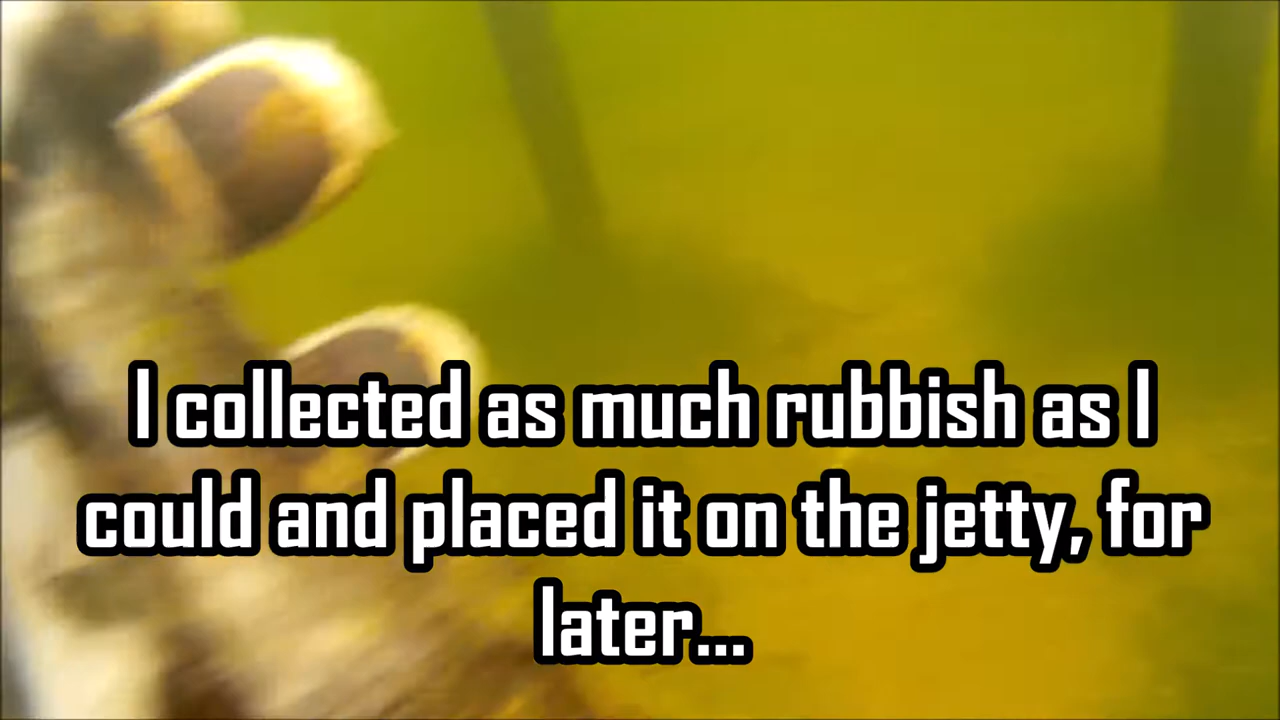 I collected as much rubbish as I
could and placed it on the jetty, for
later...